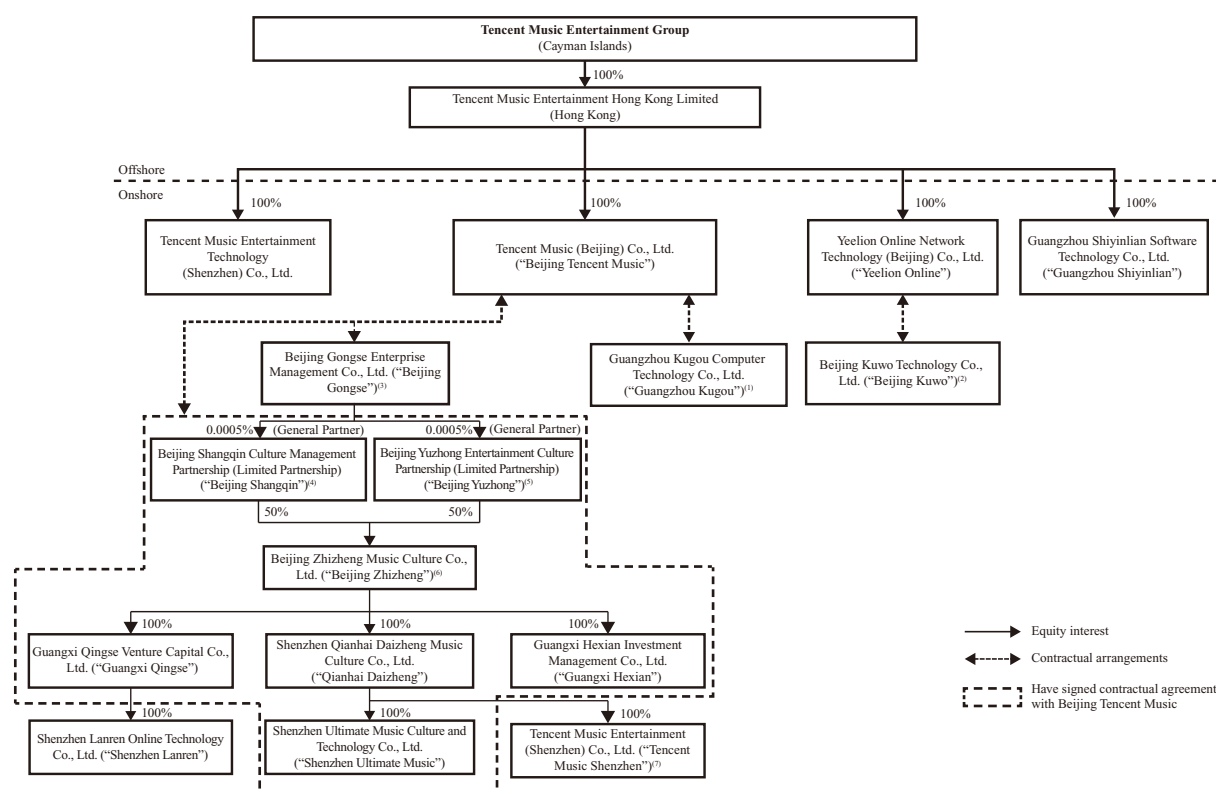 Tencent Music Entertainment Group
(Cayman Islands)
100%
Tencent Music Entertainment Hong Kong Limited
(Hong Kong)
Offshore
Onshore
100%
100%
100%
100%
Tencent Music Entertainment
Technology
(Shenzhen) Co., Ltd.
Tencent Music (Beijing) Co., Ltd.
(“Beijing Tencent Music”)
Yeelion Online Network
Technology (Beijing) Co., Ltd.
(“Yeelion Online”)
Guangzhou Shiyinlian Software
Technology Co., Ltd.
(“Guangzhou Shiyinlian”)
Beijing Gongse Enterprise
Management Co., Ltd. (“Beijing
Gongse”)(3)
Guangzhou Kugou Computer
Technology Co., Ltd.
(“Guangzhou Kugou”)(1)
Beijing Kuwo Technology Co.,
Ltd. (“Beijing Kuwo”)(2)
0.0005% (General Partner)
0.0005% (General Partner)
Beijing Shangqin Culture Management
Partnership (Limited Partnership)
(“Beijing Shangqin”)(4)
Beijing Yuzhong Entertainment Culture
Partnership (Limited Partnership)
(“Beijing Yuzhong”)(5)
50%
50%
Beijing Zhizheng Music Culture Co.,
Ltd. (“Beijing Zhizheng”)(6)
100%
100%
100%
Guangxi Qingse Venture Capital Co.,
Ltd. (“Guangxi Qingse”)
Shenzhen Qianhai Daizheng Music
Culture Co., Ltd.
(“Qianhai Daizheng”)
Guangxi Hexian Investment
Management Co., Ltd.
(“Guangxi Hexian”)
100%
100%
100%
Shenzhen Lanren Online Technology
Co., Ltd. (“Shenzhen Lanren”)
Shenzhen Ultimate Music Culture and
Technology Co., Ltd.
(“Shenzhen Ultimate Music”)
Tencent Music Entertainment
(Shenzhen) Co., Ltd. (“Tencent
Music Shenzhen”)(7)
Equity interest
Contractual arrangements
Have signed contractual agreement
with Beijing Tencent Music